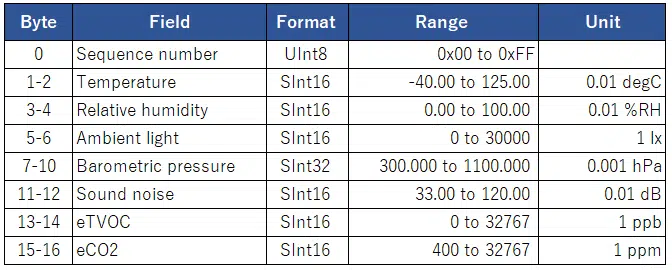 Byte Field Format Range Unit
0 Sequence number UInt8 0x00 to 0xFF
1-2 Temperature SInt16 -40.00 to 125.00 0.01 degC
3-4 Relative humidity SInt16 0.00 to 100.00 0.01 %RH
5-6 Ambient light SInt16 0 to 30000 1 lx
7-10 Barometric pressure SInt32 300.000 to 1100.000 0.001 hPa
11-12 Sound noise SInt16 33.00 to 120.00 0.01 dB
13-14 eTVOC SInt16 0 to 32767 1 ppb
15-16 eCO2 SInt16 400 to 32767 1 ppm